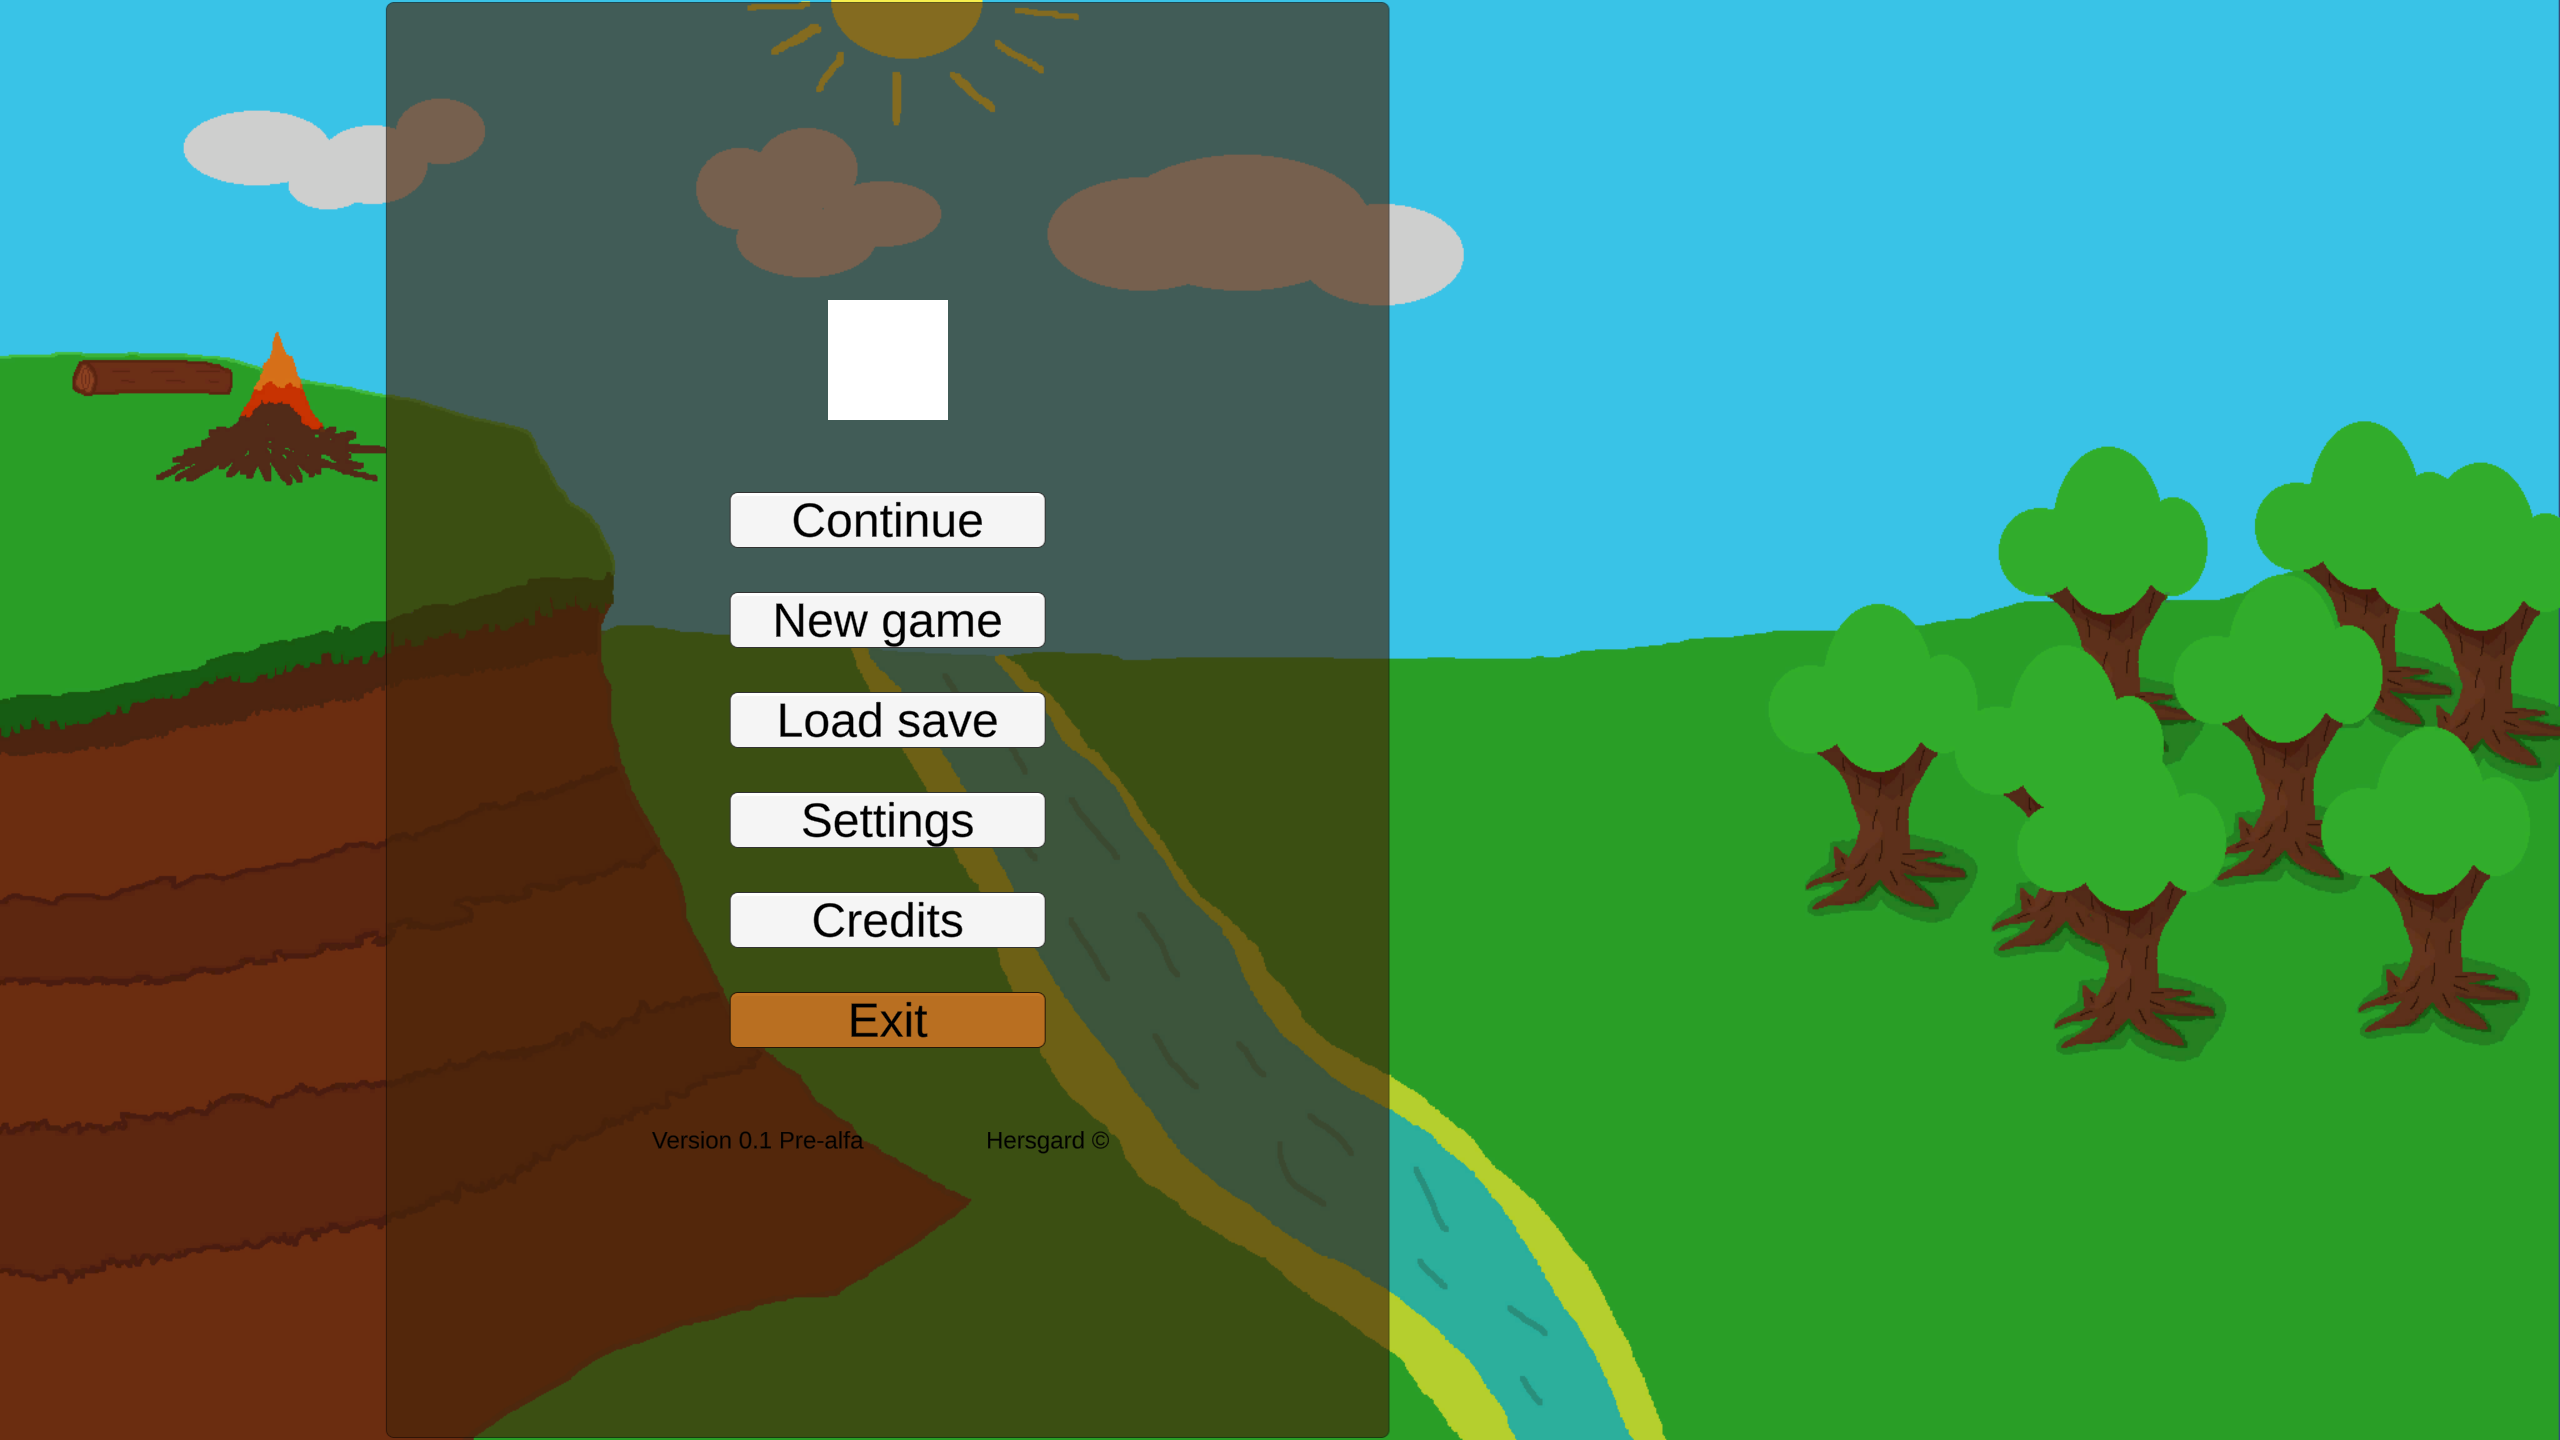 Continue
New game
Load save
Settings
Credits
Exit
Version 0.1 Pre-alfa
Hersgard ©